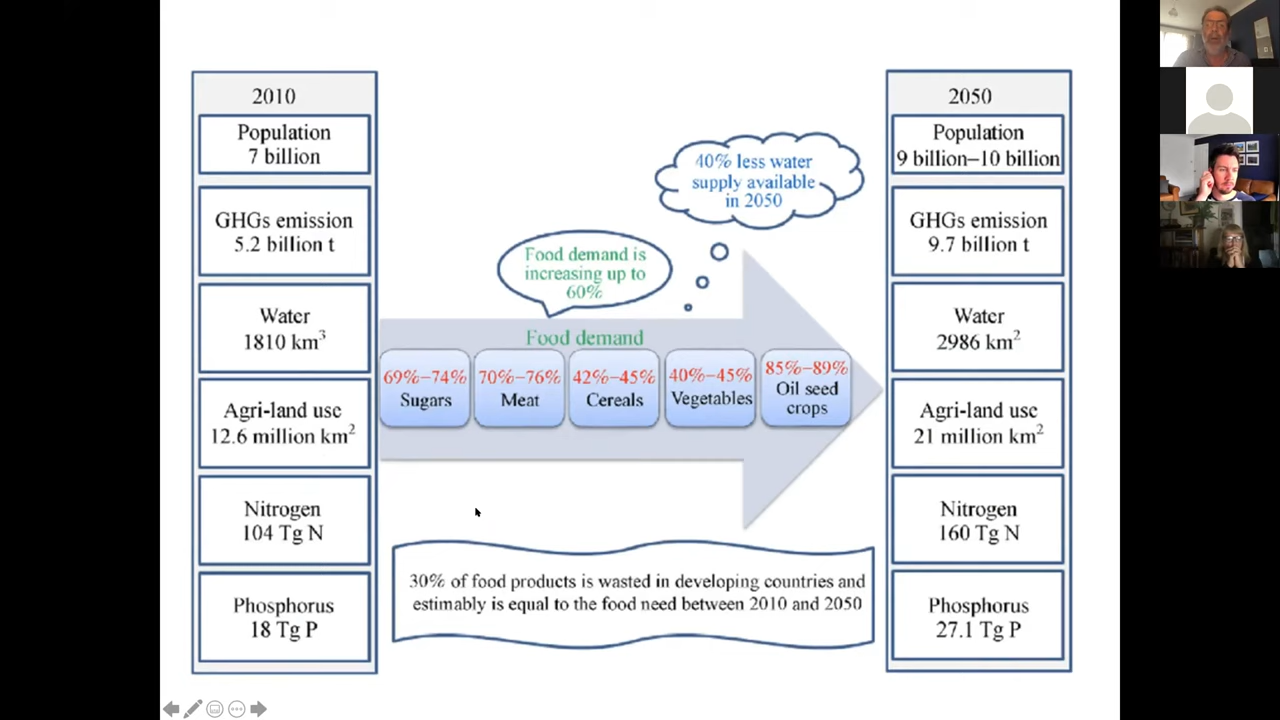 2010
Population
7 billion
GHGs emission
5.2 billion t
Water
1810 km³
Agri-land use
12.6 million km²
Nitrogen
104 Tg N
Phosphorus
18 Tg P
40% less water
supply available
in 2050
Food demand is
increasing up to
60%
Food demand
69%–74%
Sugars
70%–76%
Meat
42%–45%
Cereals
40%–45%
Vegetables
85%–89%
Oil seed
crops
30% of food products is wasted in developing countries and
estimably is equal to the food need between 2010 and 2050
2050
Population
9 billion–10 billion
GHGs emission
9.7 billion t
Water
2986 km²
Agri-land use
21 million km²
Nitrogen
160 Tg N
Phosphorus
27.1 Tg P